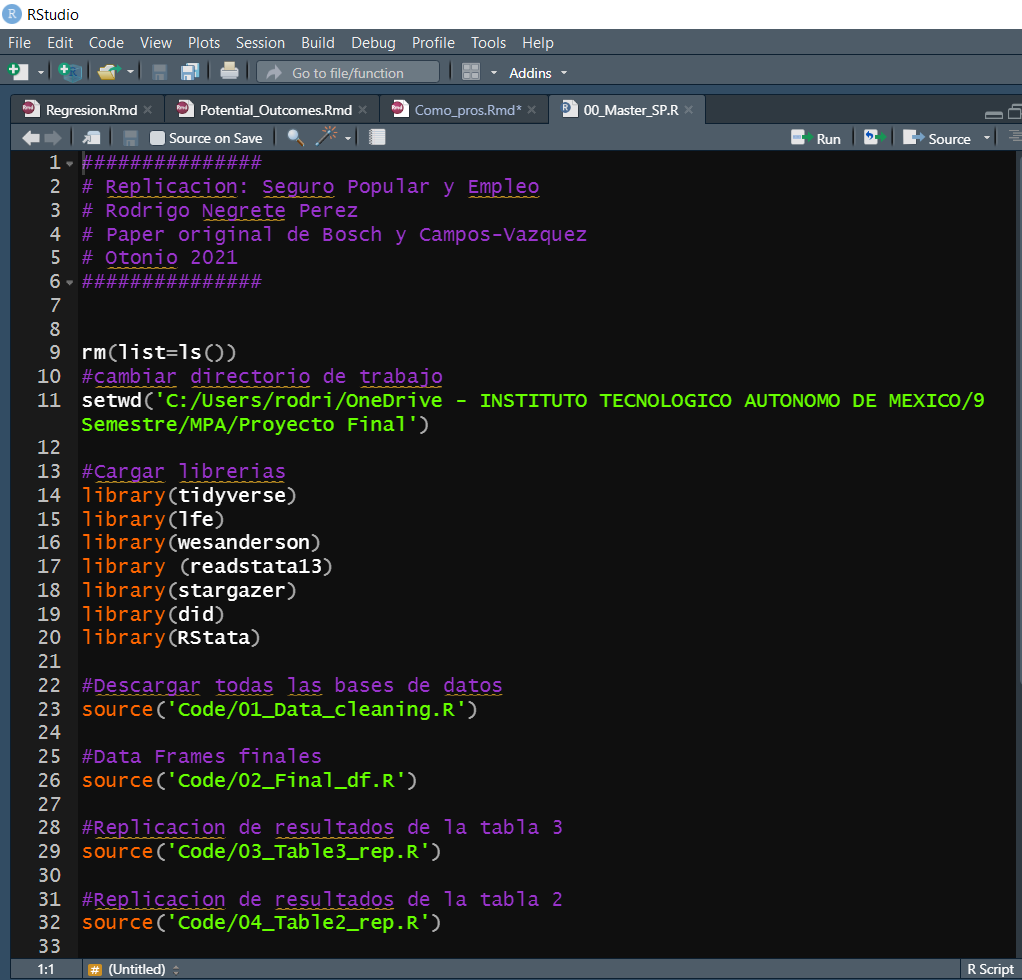 RStudio
File Edit Code View Plots Session Build Debug Profile Tools Help
Go to file/function Addins
Regresion.Rmd Potential_Outcomes.Rmd Como_pros.Rmd* 00_Master_SP.R
Source on Save Run Source
1 ###############
2 # Replicacion: Seguro Popular y Empleo
3 # Rodrigo Negrete Perez
4 # Paper original de Bosch y Campos-Vazquez
5 # Otonio 2021
6 ###############
7
8
9 rm(list=ls())
10 #cambiar directorio de trabajo
11 setwd('C:/Users/rodri/OneDrive - INSTITUTO TECNOLOGICO AUTONOMO DE MEXICO/9
Semestre/MPA/Proyecto Final')
12
13 #Cargar librerias
14 library(tidyverse)
15 library(lfe)
16 library(wesanderson)
17 library (readstata13)
18 library(stargazer)
19 library(did)
20 library(RStata)
21
22 #Descargar todas las bases de datos
23 source('Code/01_Data_cleaning.R')
24
25 #Data Frames finales
26 source('Code/02_Final_df.R')
27
28 #Replicacion de resultados de la tabla 3
29 source('Code/03_Table3_rep.R')
30
31 #Replicacion de resultados de la tabla 2
32 source('Code/04_Table2_rep.R')
33
1:1 # (Untitled) R Script